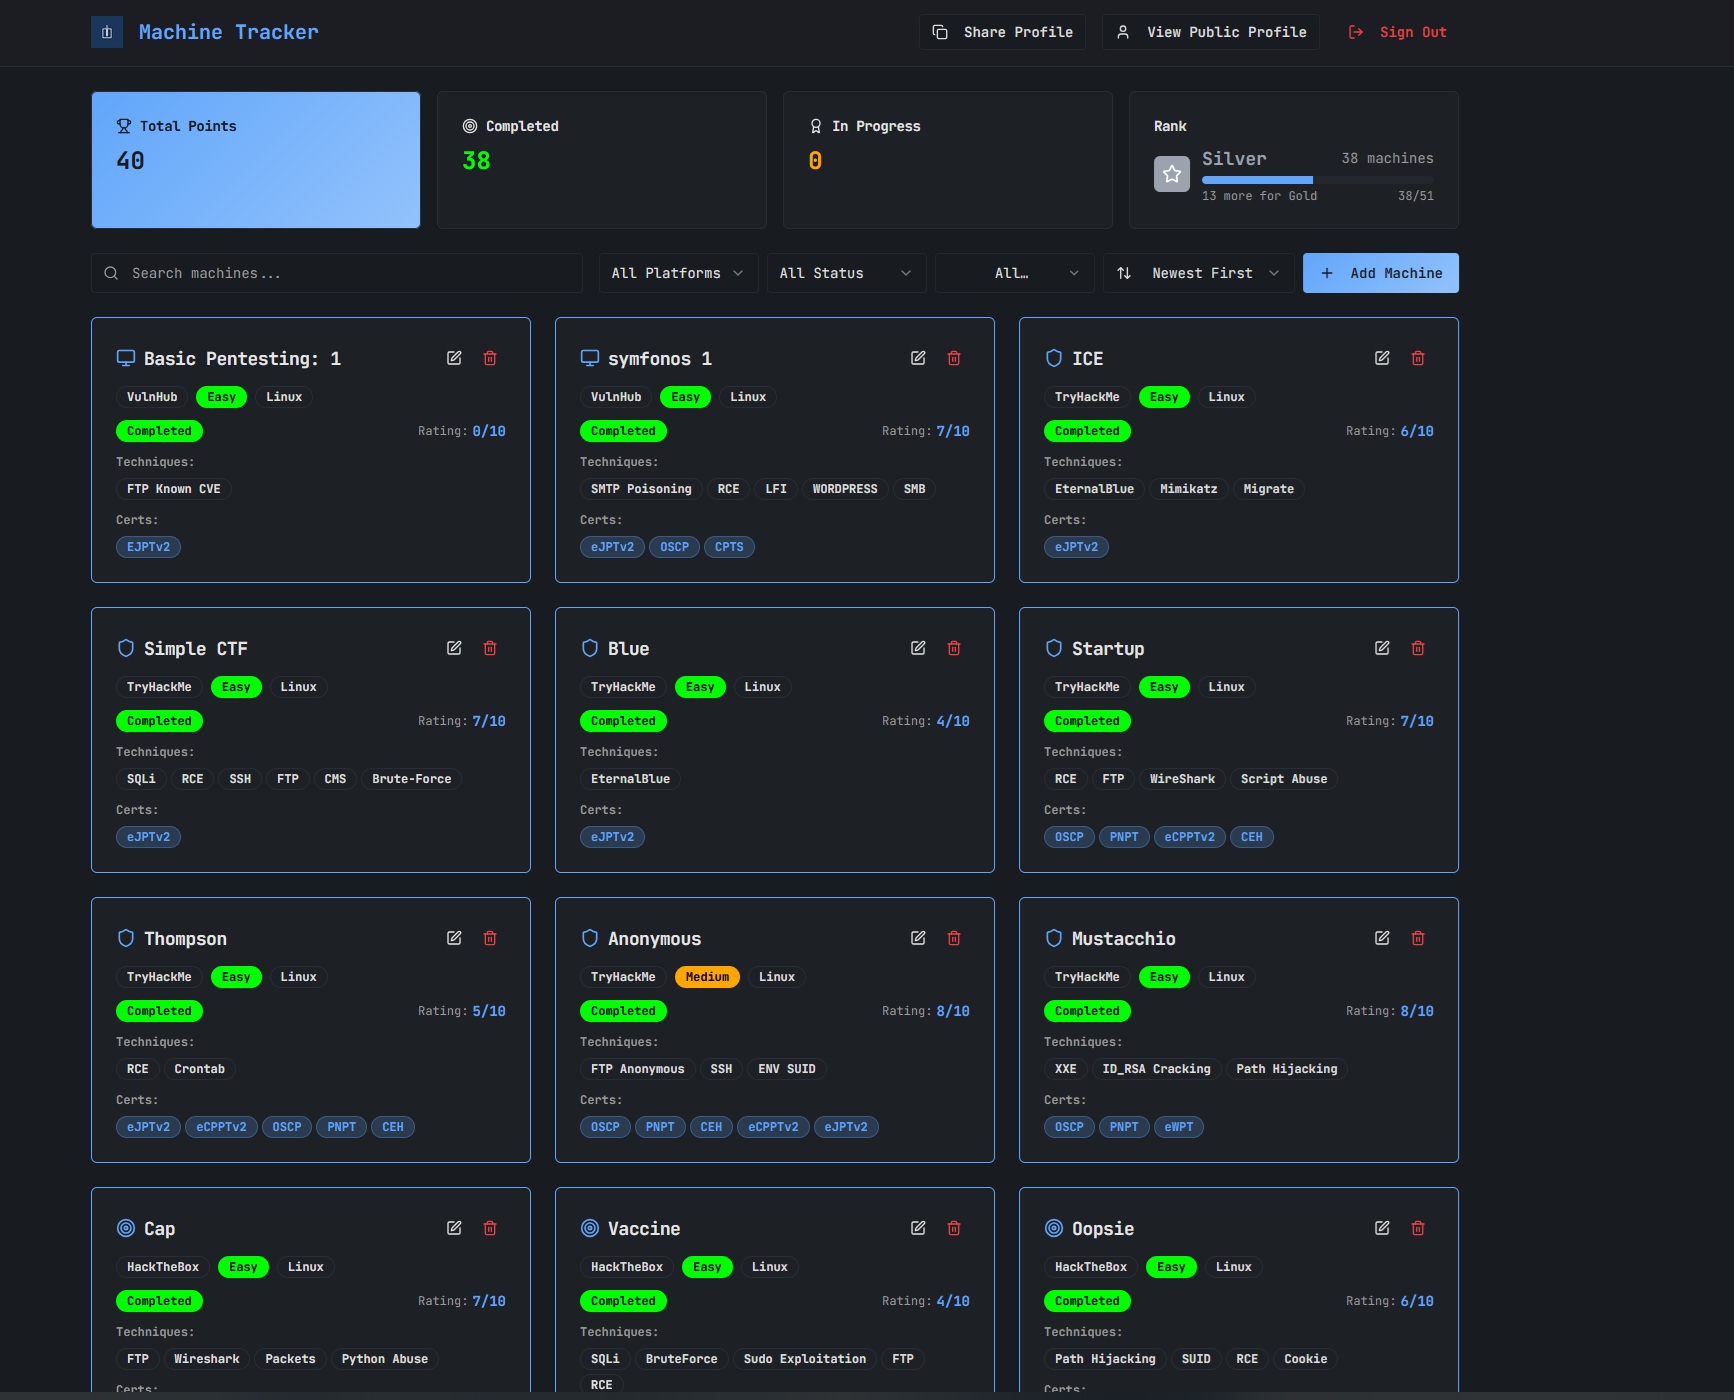 Machine Tracker
Share Profile
View Public Profile
Sign Out
Total Points
40
Completed
38
In Progress
0
Rank
Silver 38 machines
13 more for Gold 38/51
Search machines...
All Platforms
All Status
All…
Newest First
Add Machine
Basic Pentesting: 1
VulnHub Easy Linux
Completed Rating: 0/10
Techniques:
FTP Known CVE
Certs:
EJPTv2
symfonos 1
VulnHub Easy Linux
Completed Rating: 7/10
Techniques:
SMTP Poisoning RCE LFI WORDPRESS SMB
Certs:
eJPTv2 OSCP CPTS
ICE
TryHackMe Easy Linux
Completed Rating: 6/10
Techniques:
EternalBlue Mimikatz Migrate
Certs:
eJPTv2
Simple CTF
TryHackMe Easy Linux
Completed Rating: 7/10
Techniques:
SQLi RCE SSH FTP CMS Brute-Force
Certs:
eJPTv2
Blue
TryHackMe Easy Linux
Completed Rating: 4/10
Techniques:
EternalBlue
Certs:
eJPTv2
Startup
TryHackMe Easy Linux
Completed Rating: 7/10
Techniques:
RCE FTP WireShark Script Abuse
Certs:
OSCP PNPT eCPPTv2 CEH
Thompson
TryHackMe Easy Linux
Completed Rating: 5/10
Techniques:
RCE Crontab
Certs:
eJPTv2 eCPPTv2 OSCP PNPT CEH
Anonymous
TryHackMe Medium Linux
Completed Rating: 8/10
Techniques:
FTP Anonymous SSH ENV SUID
Certs:
OSCP PNPT CEH eCPPTv2 eJPTv2
Mustacchio
TryHackMe Easy Linux
Completed Rating: 8/10
Techniques:
XXE ID_RSA Cracking Path Hijacking
Certs:
OSCP PNPT eWPT
Cap
HackTheBox Easy Linux
Completed Rating: 7/10
Techniques:
FTP Wireshark Packets Python Abuse
Certs:
Vaccine
HackTheBox Easy Linux
Completed Rating: 4/10
Techniques:
SQLi BruteForce Sudo Exploitation FTP
RCE
Oopsie
HackTheBox Easy Linux
Completed Rating: 6/10
Techniques:
Path Hijacking SUID RCE Cookie
Certs: